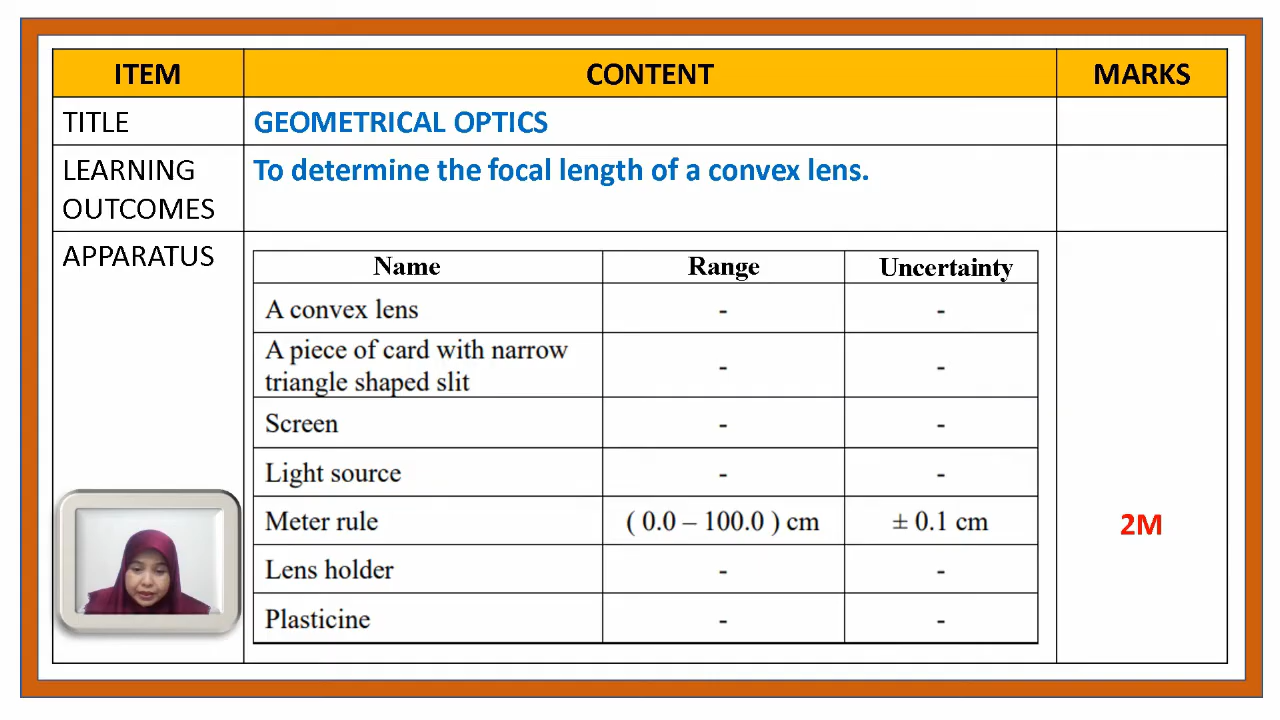 ITEM CONTENT MARKS
TITLE GEOMETRICAL OPTICS
LEARNING To determine the focal length of a convex lens.
OUTCOMES
APPARATUS
Name Range Uncertainty
A convex lens - -
A piece of card with narrow
triangle shaped slit - -
Screen - -
Light source - -
Meter rule ( 0.0 – 100.0 ) cm ± 0.1 cm 2M
Lens holder - -
Plasticine - -